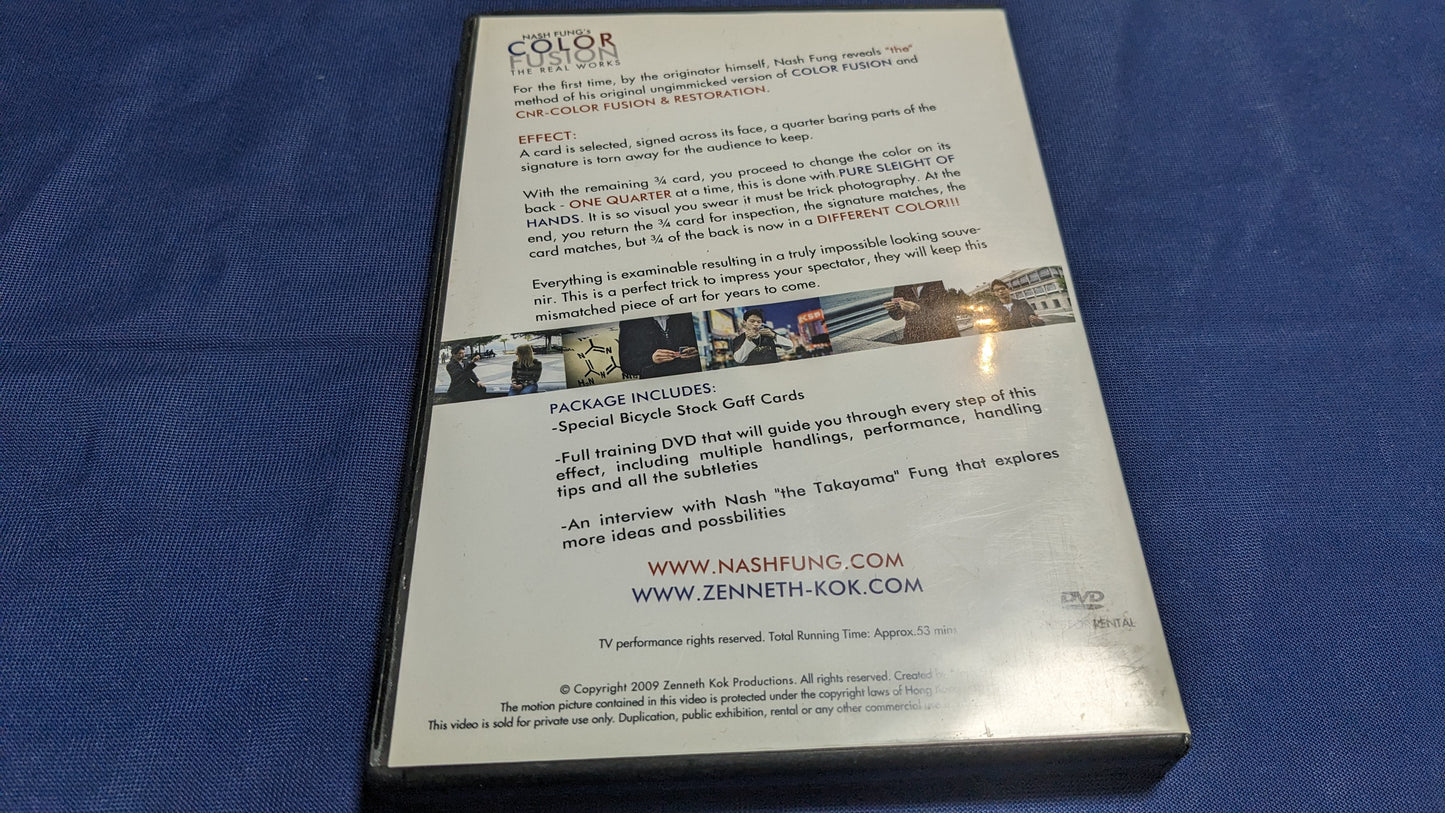 NASH FUNG's
COLOR
FUSION
THE REAL WORKS
For the first time, by the originator himself, Nash Fung reveals "the"
method of his original ungimmicked version of COLOR FUSION and
CNR-COLOR FUSION & RESTORATION.
EFFECT:
A card is selected, signed across its face, a quarter baring parts of the
signature is torn away for the audience to keep.
With the remaining ¾ card, you proceed to change the color on its
back - ONE QUARTER at a time, this is done with PURE SLEIGHT OF
HANDS. It is so visual you swear it must be trick photography. At the
end, you return the ¾ card for inspection, the signature matches, the
card matches, but ¾ of the back is now in a DIFFERENT COLOR!!!
Everything is examinable resulting in a truly impossible looking souve-
nir. This is a perfect trick to impress your spectator, they will keep this
mismatched piece of art for years to come.
KSP
PACKAGE INCLUDES:
-Special Bicycle Stock Gaff Cards
-Full training DVD that will guide you through every step of this
effect, including multiple handlings, performance, handling
tips and all the subtleties
-An interview with Nash "the Takayama" Fung that explores
more ideas and possbilities
WWW.NASHFUNG.COM
WWW.ZENNETH-KOK.COM
DVD
RENTAL
TV performance rights reserved. Total Running Time: Approx.53 mins
© Copyright 2009 Zenneth Kok Productions. All rights reserved. Created
The motion picture contained in this video is protected under the copyright laws of Hong
This video is sold for private use only. Duplication, public exhibition, rental or any other commercial